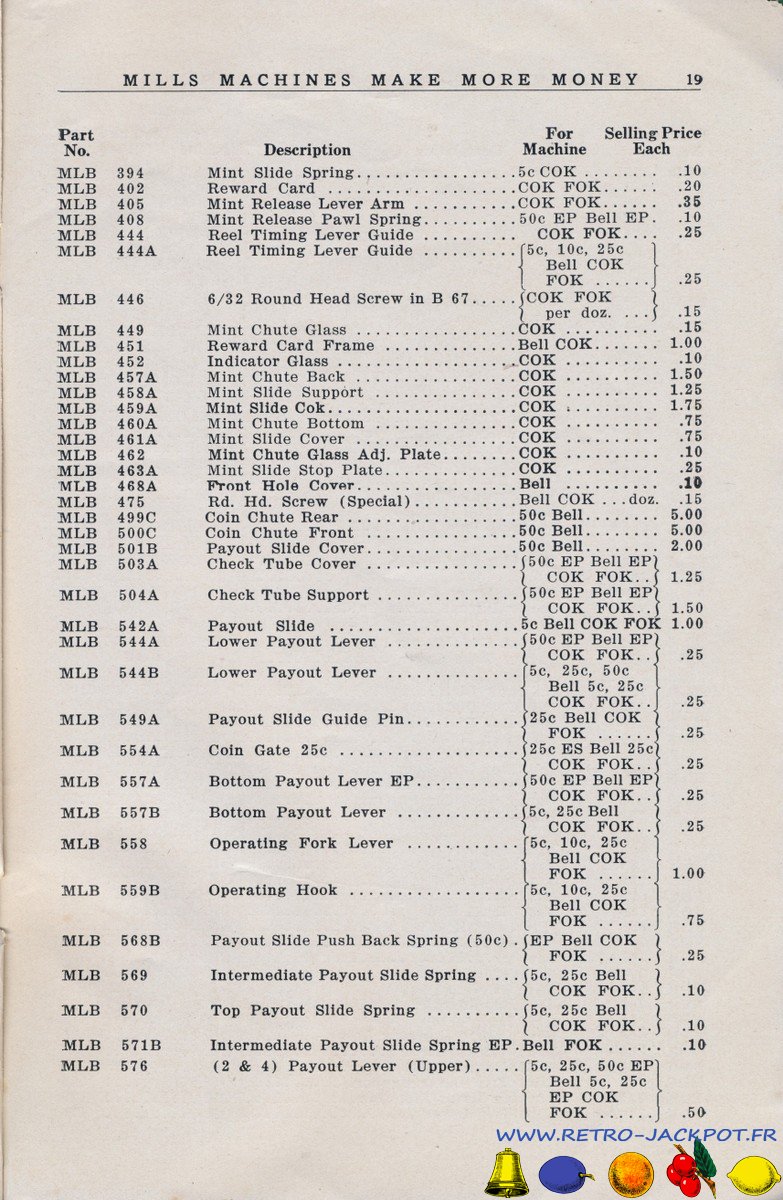 MILLS MACHINES MAKE MORE MONEY 19
Part No. Description For Machine Selling Price Each
MLB 394 Mint Slide Spring.................5c COK ........ .10
MLB 402 Reward Card ....................COK FOK...... .20
MLB 405 Mint Release Lever Arm ...........COK FOK...... .35
MLB 408 Mint Release Pawl Spring..........50c EP Bell EP. .10
MLB 444 Reel Timing Lever Guide .......... COK FOK.... .25
MLB 444A Reel Timing Lever Guide ..........{5c, 10c, 25c
Bell COK
FOK ......} .25
MLB 446 6/32 Round Head Screw in B 67.....{COK FOK
per doz. ...} .15
MLB 449 Mint Chute Glass .................COK .......... .15
MLB 451 Reward Card Frame ..............Bell COK....... 1.00
MLB 452 Indicator Glass ...................COK .......... .10
MLB 457A Mint Chute Back .................COK .......... 1.50
MLB 458A Mint Slide Support ...............COK .......... 1.25
MLB 459A Mint Slide Cok....................COK .......... 1.75
MLB 460A Mint Chute Bottom ...............COK .......... .75
MLB 461A Mint Slide Cover .................COK .......... .75
MLB 462 Mint Chute Glass Adj. Plate........COK .......... .10
MLB 463A Mint Slide Stop Plate..............COK .......... .25
MLB 468A Front Hole Cover.................Bell .......... .10
MLB 475 Rd. Hd. Screw (Special)...........Bell COK ...doz. .15
MLB 499C Coin Chute Rear .................50c Bell........ 5.00
MLB 500C Coin Chute Front ................50c Bell........ 5.00
MLB 501B Payout Slide Cover...............50c Bell........ 2.00
MLB 503A Check Tube Cover ...............{50c EP Bell EP}
COK FOK.. 1.25
MLB 504A Check Tube Support ..............{50c EP Bell EP}
COK FOK.. 1.50
MLB 542A Payout Slide ....................5c Bell COK FOK 1.00
MLB 544A Lower Payout Lever .............{50c EP Bell EP}
COK FOK.. .25
MLB 544B Lower Payout Lever .............{5c, 25c, 50c
Bell 5c, 25c
COK FOK..} .25
MLB 549A Payout Slide Guide Pin...........{25c Bell COK
FOK ......} .25
MLB 554A Coin Gate 25c ..................{25c ES Bell 25c}
COK FOK.. .25
MLB 557A Bottom Payout Lever EP..........{50c EP Bell EP}
COK FOK.. .25
MLB 557B Bottom Payout Lever ............{5c, 25c Bell
COK FOK..} .25
MLB 558 Operating Fork Lever ...........{5c, 10c, 25c
Bell COK
FOK ......} 1.00
MLB 559B Operating Hook .................{5c, 10c, 25c
Bell COK
FOK ......} .75
MLB 568B Payout Slide Push Back Spring (50c).{EP Bell COK
FOK ......} .25
MLB 569 Intermediate Payout Slide Spring ....{5c, 25c Bell
COK FOK..} .10
MLB 570 Top Payout Slide Spring ..........{5c, 25c Bell
COK FOK..} .10
MLB 571B Intermediate Payout Slide Spring EP.Bell FOK ...... .10
MLB 576 (2 & 4) Payout Lever (Upper).....{5c, 25c, 50c EP
Bell 5c, 25c
EP COK
FOK ......} .50
WWW.RETRO-JACKPOT.FR